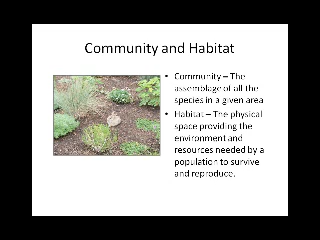 Community and Habitat
• Community – The
assemblage of all the
species in a given area
• Habitat – The physical
space providing the
environment and
resources needed by a
population to survive
and reproduce.